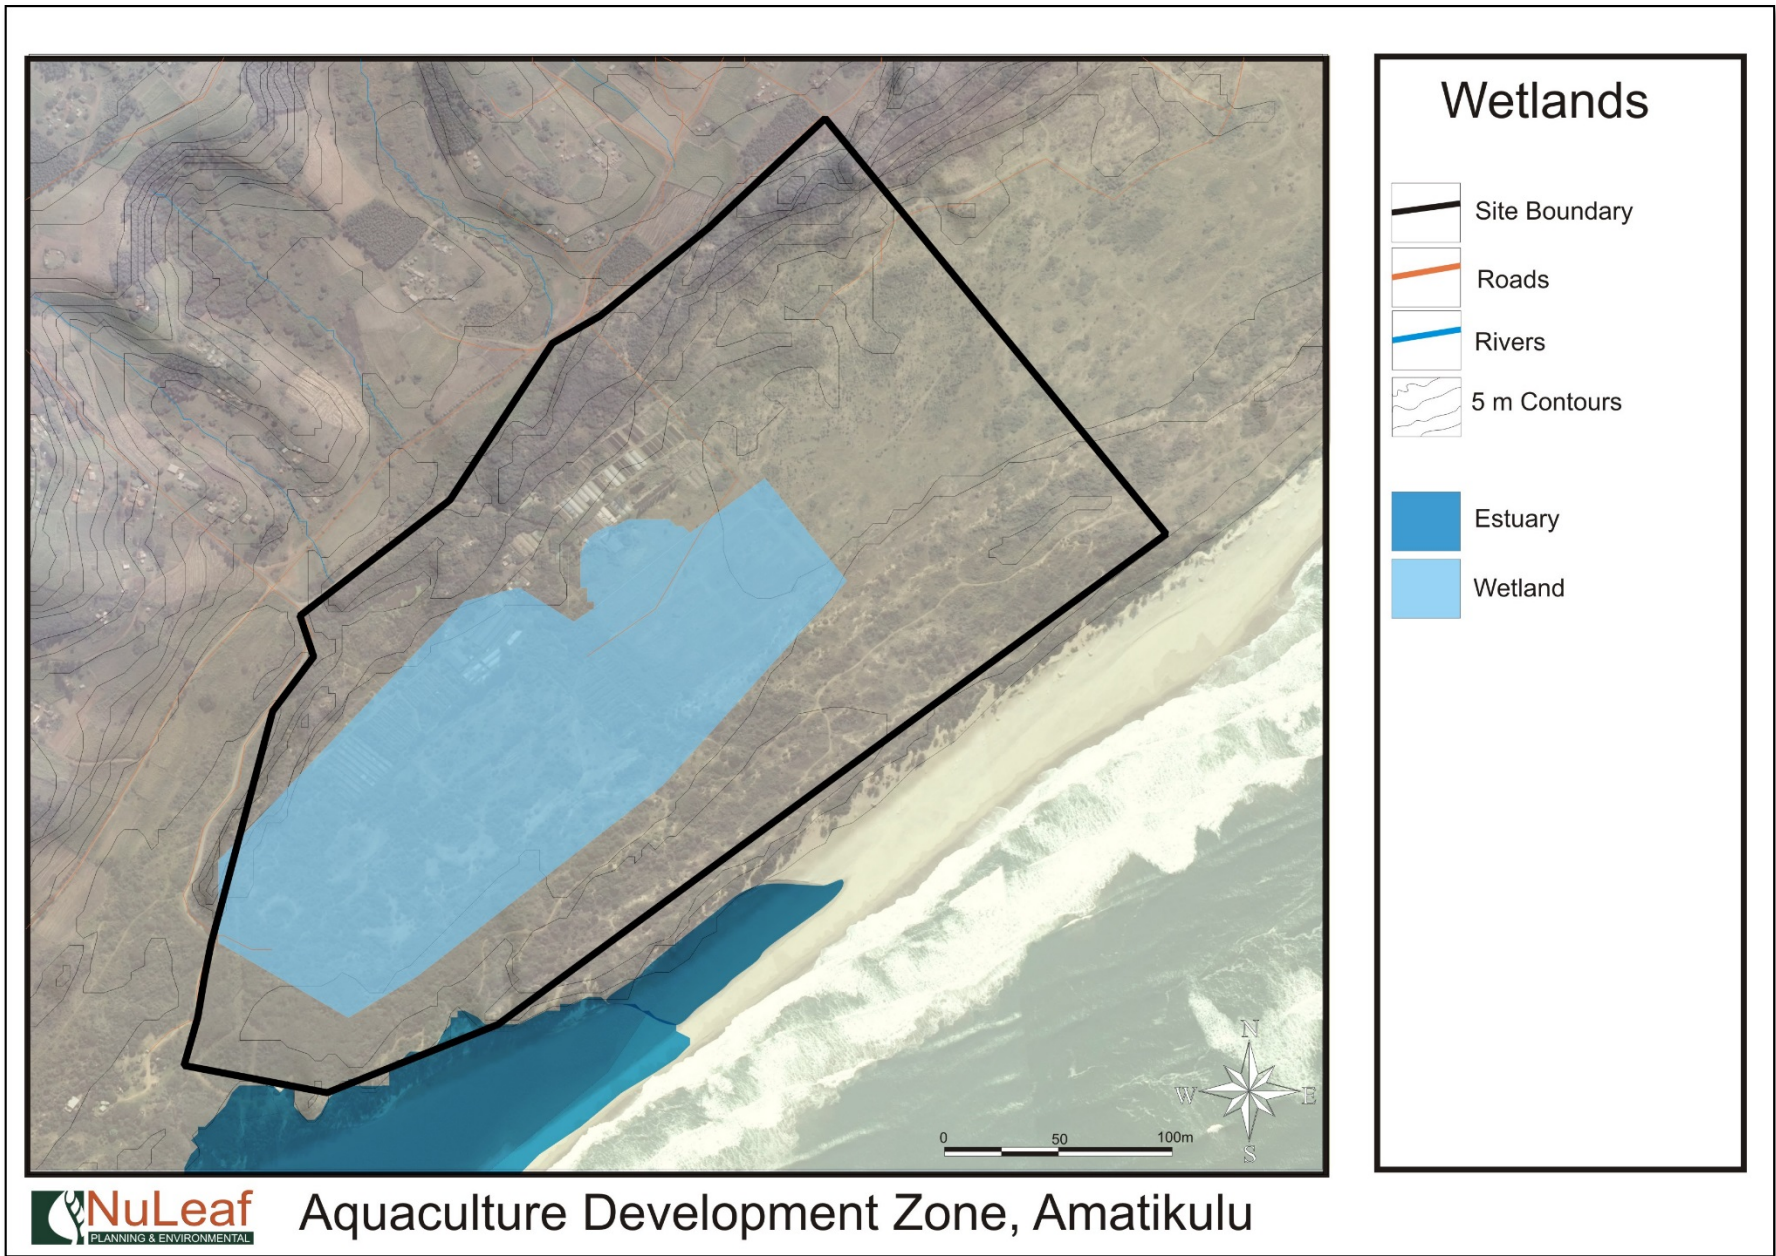 Wetlands
Site Boundary
Roads
Rivers
5 m Contours
Estuary
Wetland
N
W E
S
0 50 100m
NuLeaf
PLANNING & ENVIRONMENTAL
Aquaculture Development Zone, Amatikulu